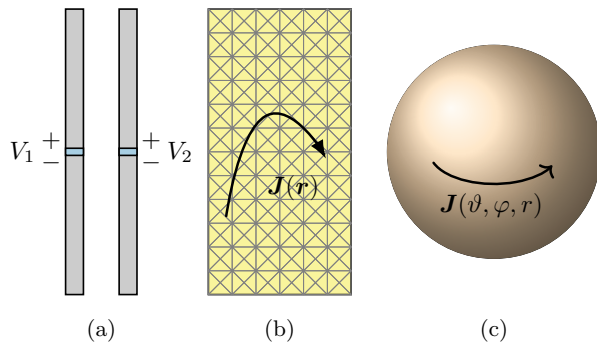 V₁ + − + − V₂
J(r)
J(ϑ, φ, r)
(a) (b) (c)